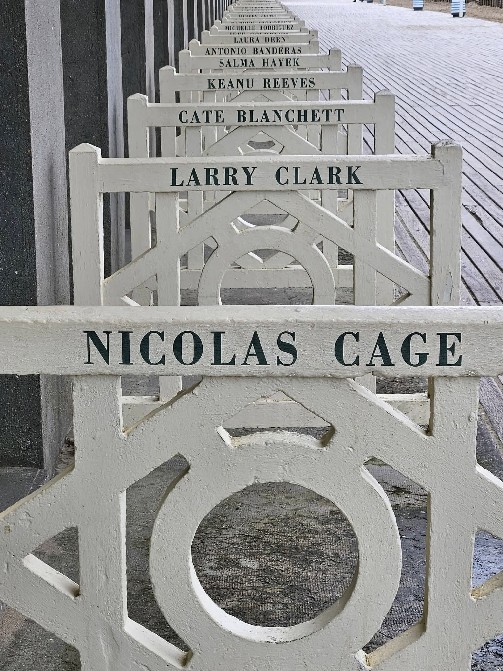 LAURA DERN
ANTONIO BANDERAS
SALMA HAYEK
KEANU REEVES
CATE BLANCHETT
LARRY CLARK
NICOLAS CAGE